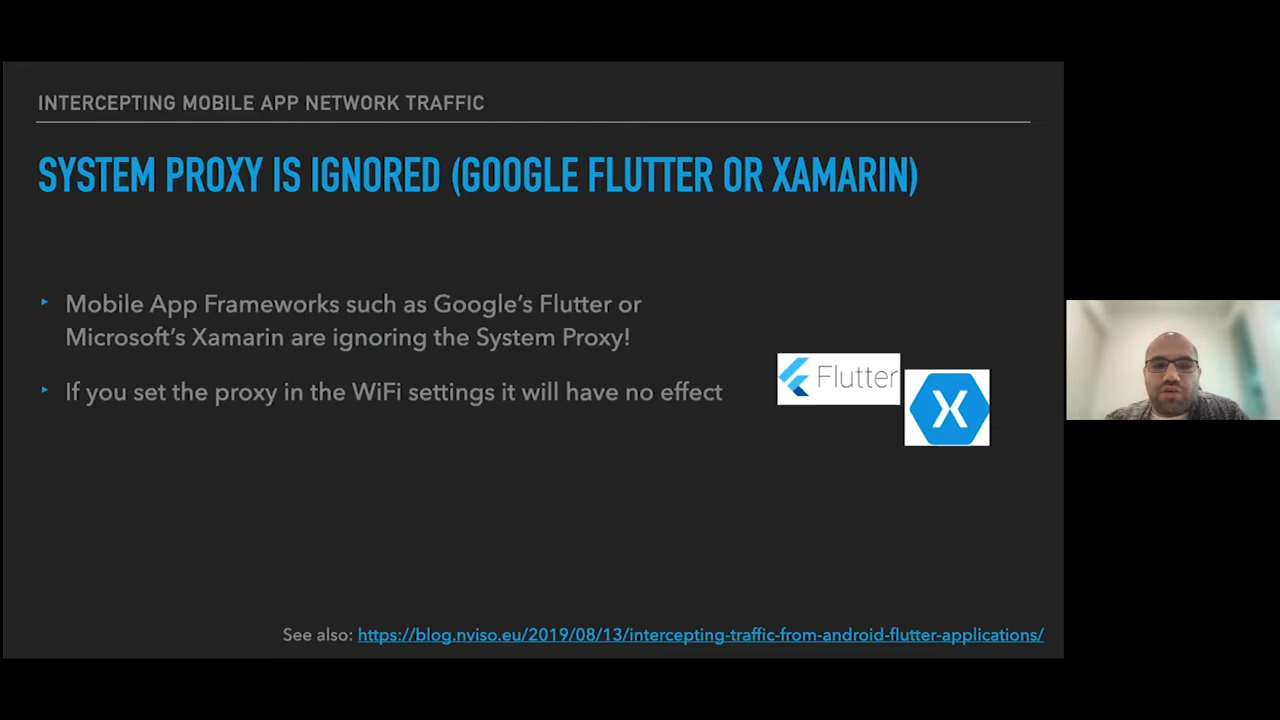 INTERCEPTING MOBILE APP NETWORK TRAFFIC
SYSTEM PROXY IS IGNORED (GOOGLE FLUTTER OR XAMARIN)
Mobile App Frameworks such as Google's Flutter or
Microsoft's Xamarin are ignoring the System Proxy!
If you set the proxy in the WiFi settings it will have no effect
Flutter
X
See also: https://blog.nviso.eu/2019/08/13/intercepting-traffic-from-android-flutter-applications/